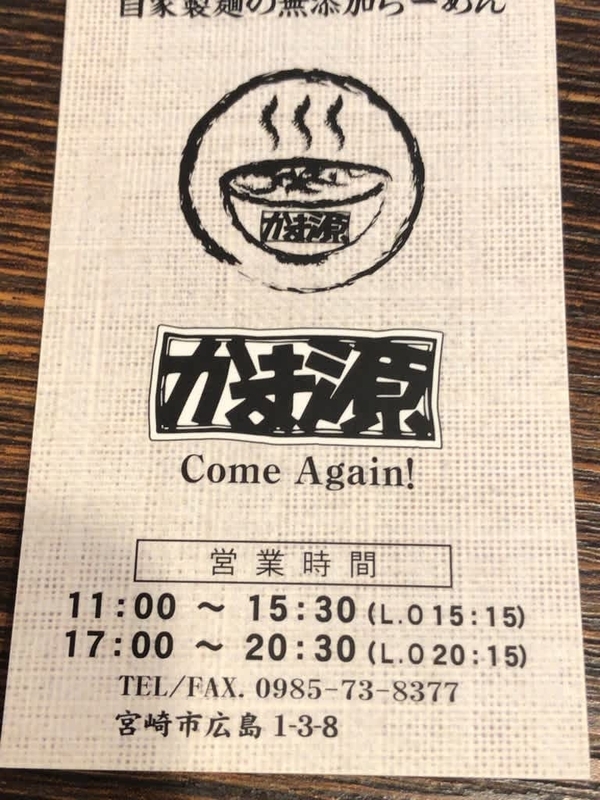 自家製麺の無添加らーめん
かま源
かま源
Come Again!
営業時間
11:00 ～ 15:30 (L.O 15:15)
17:00 ～ 20:30 (L.O 20:15)
TEL/FAX. 0985-73-8377
宮崎市広島 1-3-8